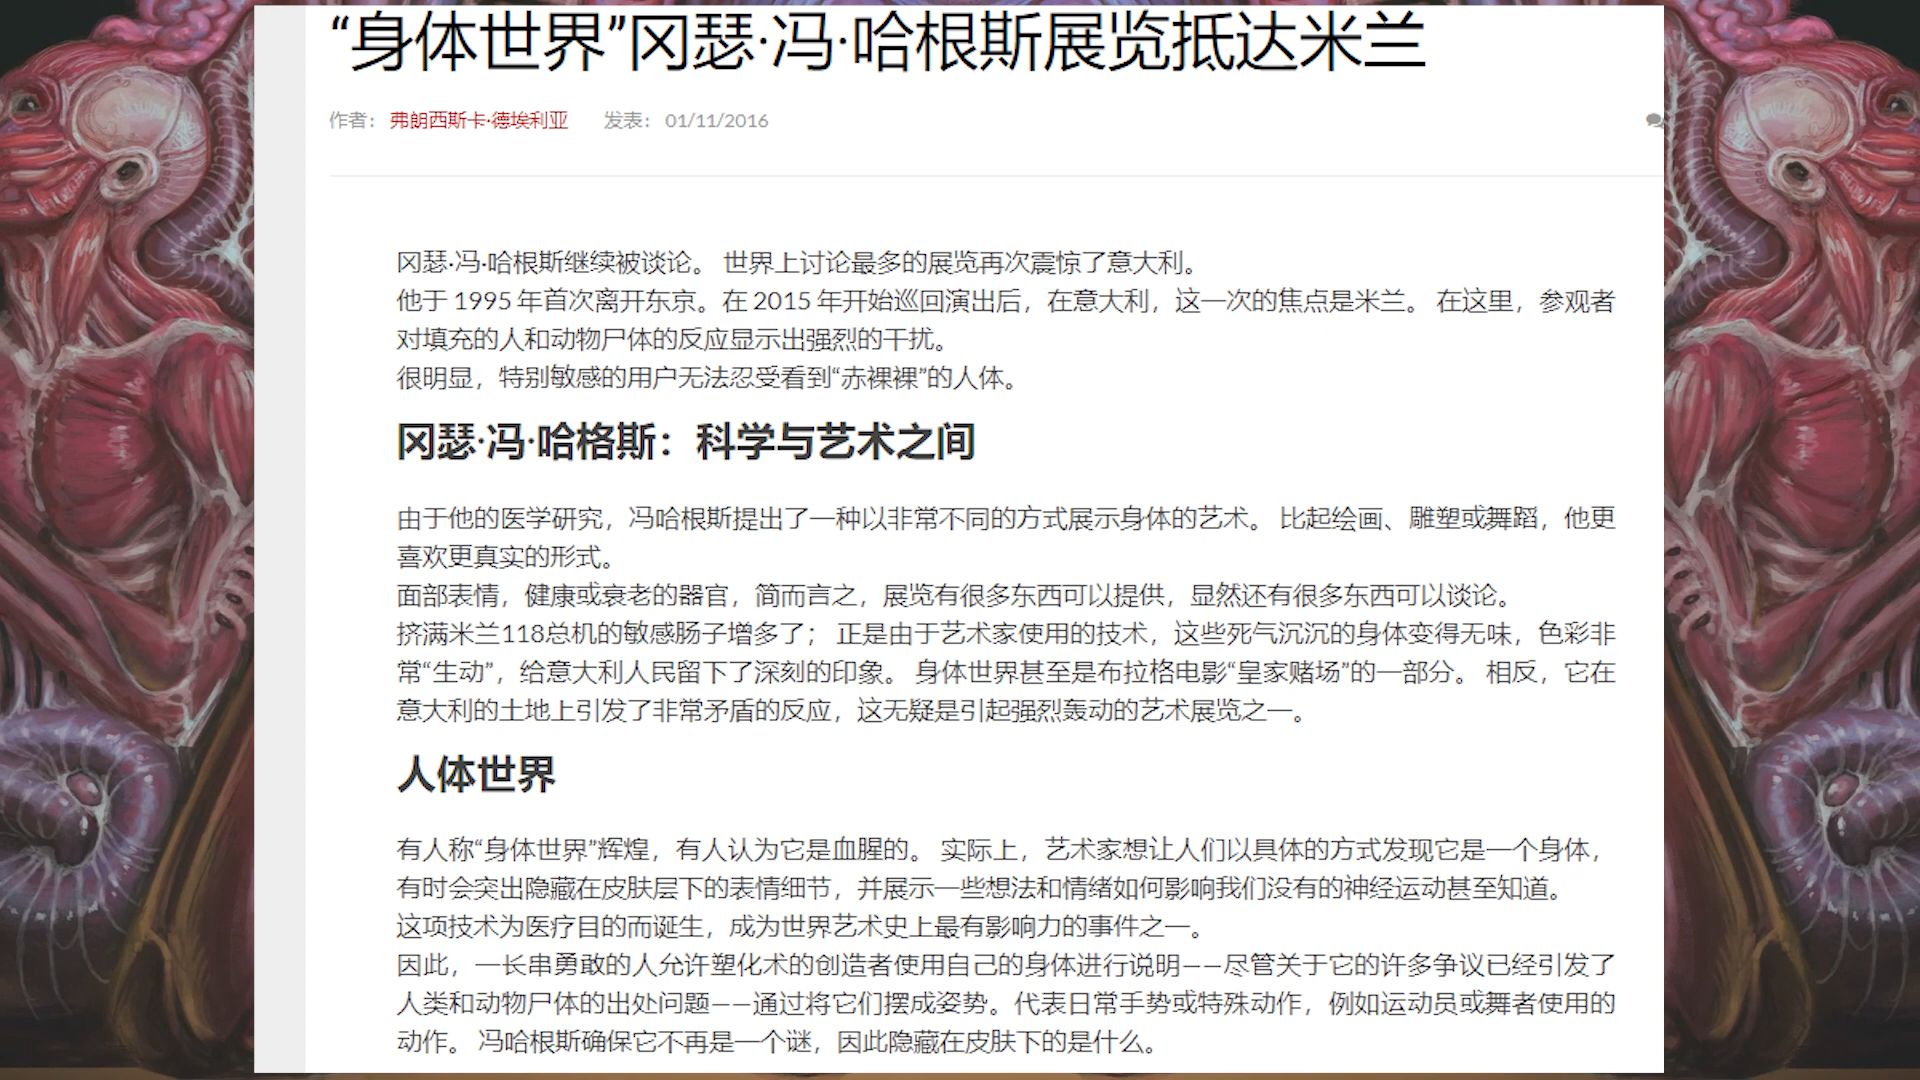 “身体世界”冈瑟·冯·哈根斯展览抵达米兰
作者： 弗朗西斯卡·德埃利亚 发表： 01/11/2016
冈瑟·冯·哈根斯继续被谈论。 世界上讨论最多的展览再次震惊了意大利。
他于 1995 年首次离开东京。在 2015 年开始巡回演出后，在意大利，这一次的焦点是米兰。 在这里，参观者
对填充的人和动物尸体的反应显示出强烈的干扰。
很明显，特别敏感的用户无法忍受看到“赤裸裸”的人体。
冈瑟·冯·哈格斯：科学与艺术之间
由于他的医学研究，冯哈根斯提出了一种以非常不同的方式展示身体的艺术。 比起绘画、雕塑或舞蹈，他更
喜欢更真实的形式。
面部表情，健康或衰老的器官，简而言之，展览有很多东西可以提供，显然还有很多东西可以谈论。
挤满米兰118总机的敏感肠子增多了； 正是由于艺术家使用的技术，这些死气沉沉的身体变得无味，色彩非
常“生动”，给意大利人民留下了深刻的印象。 身体世界甚至是布拉格电影“皇家赌场”的一部分。 相反，它在
意大利的土地上引发了非常矛盾的反应，这无疑是引起强烈轰动的艺术展览之一。
人体世界
有人称“身体世界”辉煌，有人认为它是血腥的。 实际上，艺术家想让人们以具体的方式发现它是一个身体，
有时会突出隐藏在皮肤层下的表情细节，并展示一些想法和情绪如何影响我们没有的神经运动甚至知道。
这项技术为医疗目的而诞生，成为世界艺术史上最有影响力的事件之一。
因此，一长串勇敢的人允许塑化术的创造者使用自己的身体进行说明——尽管关于它的许多争议已经引发了
人类和动物尸体的出处问题——通过将它们摆成姿势。代表日常手势或特殊动作，例如运动员或舞者使用的
动作。 冯哈根斯确保它不再是一个谜，因此隐藏在皮肤下的是什么。